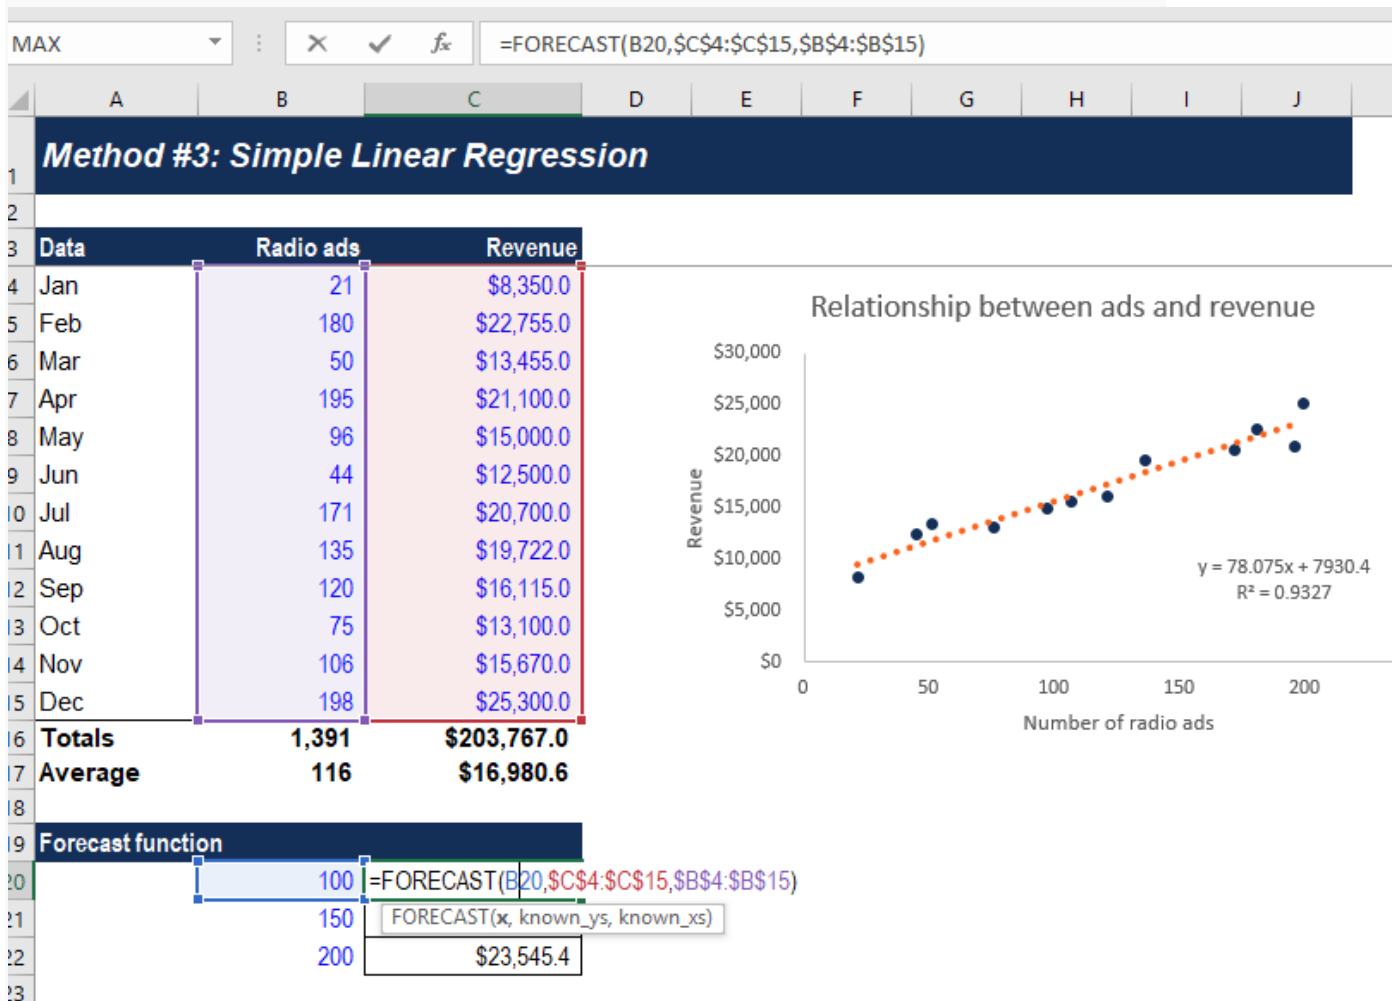 MAX =FORECAST(B20,$C$4:$C$15,$B$4:$B$15)
A B C D E F G H I J
1 Method #3: Simple Linear Regression
2
3 Data Radio ads Revenue
4 Jan 21 $8,350.0
5 Feb 180 $22,755.0
6 Mar 50 $13,455.0
7 Apr 195 $21,100.0
8 May 96 $15,000.0
9 Jun 44 $12,500.0
10 Jul 171 $20,700.0
11 Aug 135 $19,722.0
12 Sep 120 $16,115.0
13 Oct 75 $13,100.0
14 Nov 106 $15,670.0
15 Dec 198 $25,300.0
16 Totals 1,391 $203,767.0
17 Average 116 $16,980.6
18
19 Forecast function
20 100 =FORECAST(B20,$C$4:$C$15,$B$4:$B$15)
21 150 FORECAST(x, known_ys, known_xs)
22 200 $23,545.4
23
Relationship between ads and revenue
$30,000
$25,000
$20,000
$15,000
$10,000
$5,000
$0
Revenue
y = 78.075x + 7930.4
R² = 0.9327
0 50 100 150 200
Number of radio ads